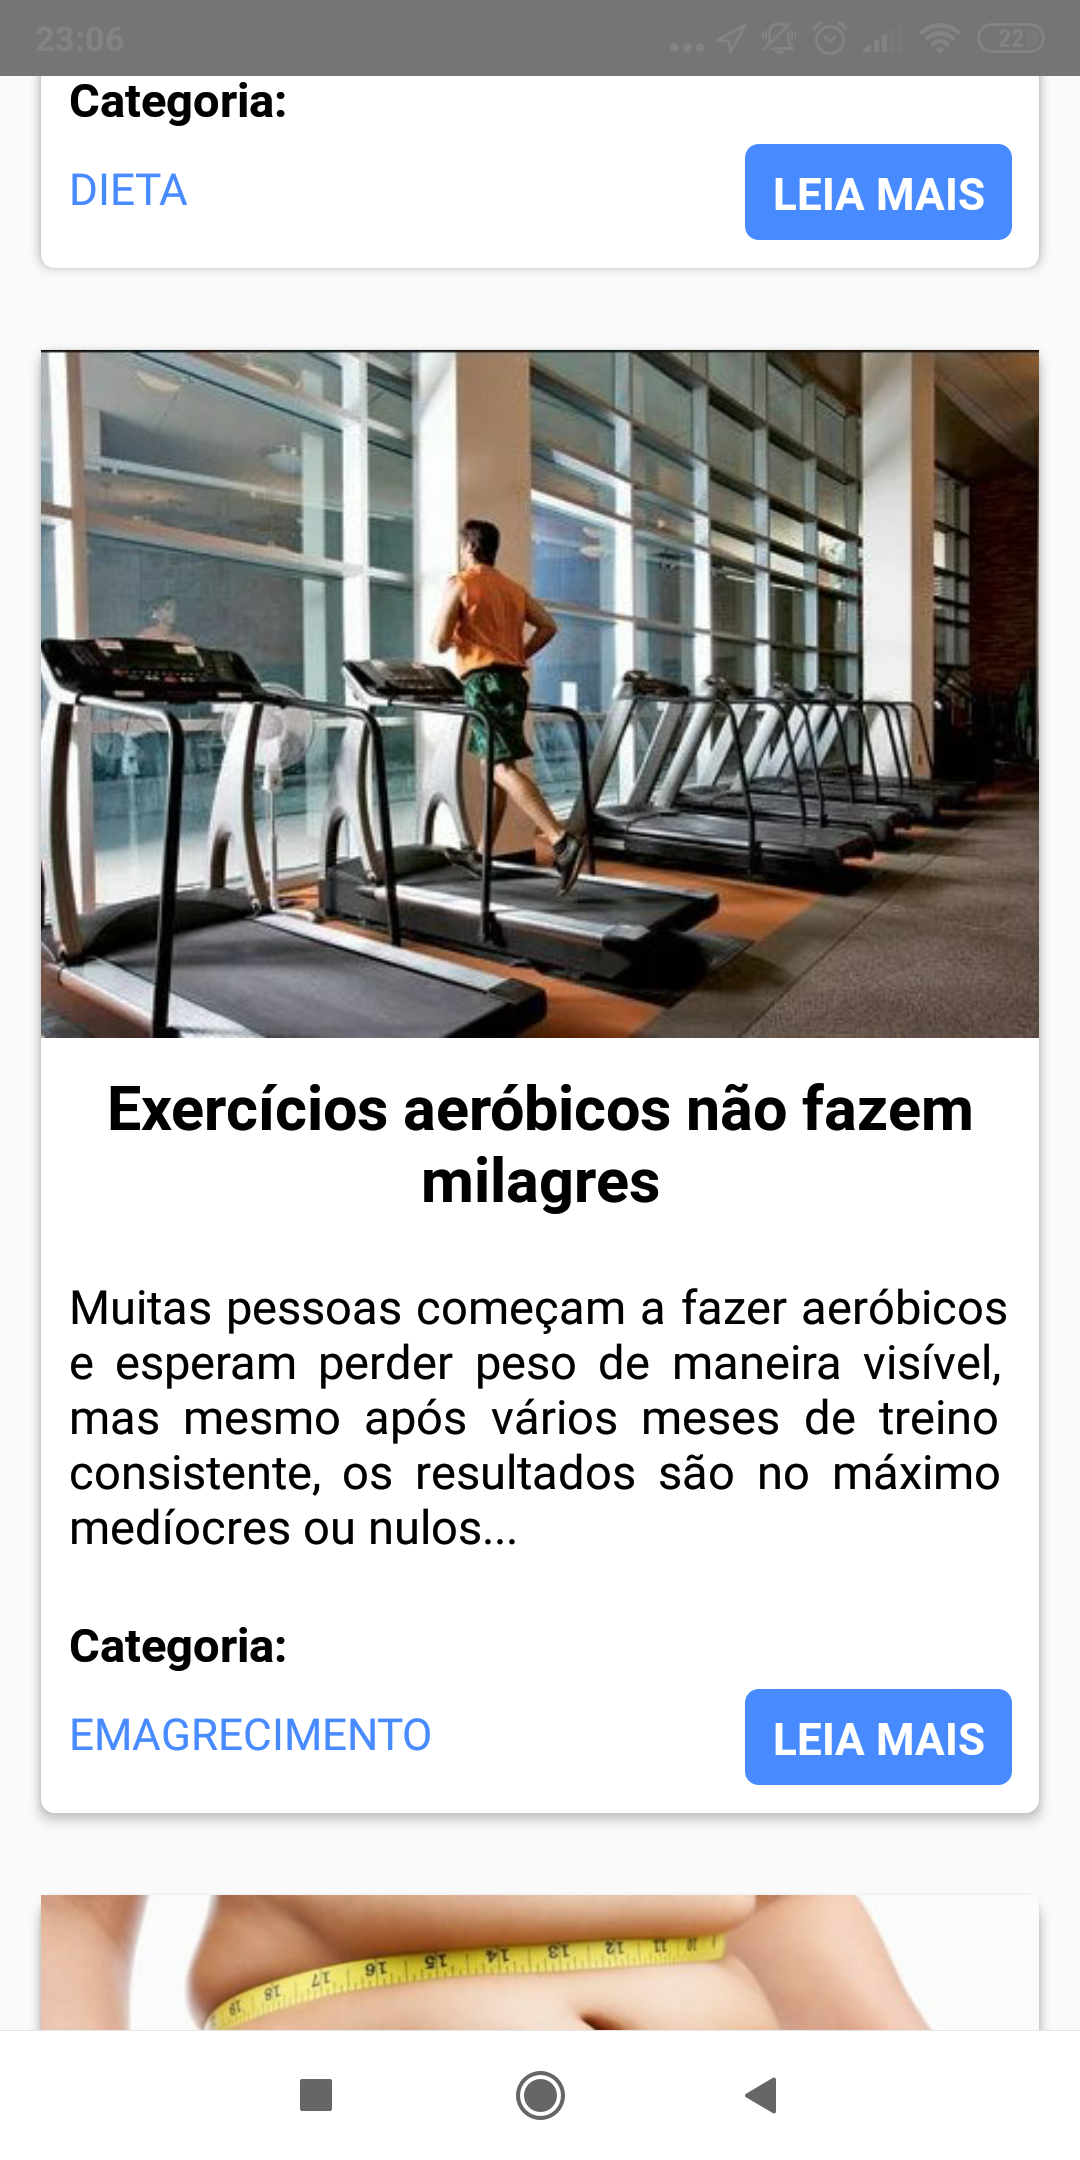 23:06
22
Categoria:
DIETA
LEIA MAIS
Exercícios aeróbicos não fazem
milagres
Muitas pessoas começam a fazer aeróbicos
e esperam perder peso de maneira visível,
mas mesmo após vários meses de treino
consistente, os resultados são no máximo
medíocres ou nulos...
Categoria:
EMAGRECIMENTO
LEIA MAIS
19 18 17 16 15 14 13 12 11 10